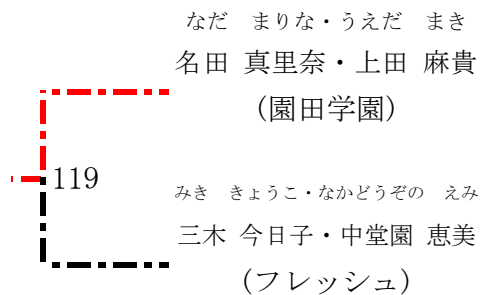 なだ　まりな・うえだ　まき
名田 真里奈・上田 麻貴
(園田学園)
119
みき　きょうこ・なかどうぞの　えみ
三木 今日子・中堂園 恵美
(フレッシュ)